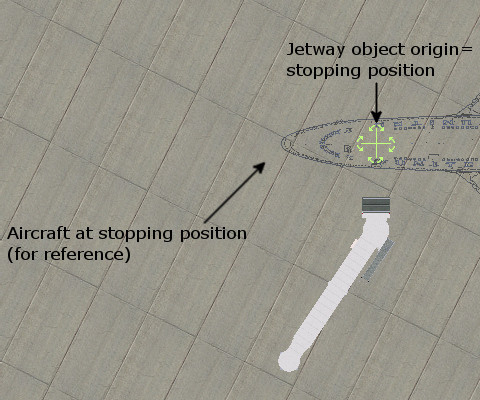 Jetway object origin=
stopping position
Aircraft at stopping position
(for reference)